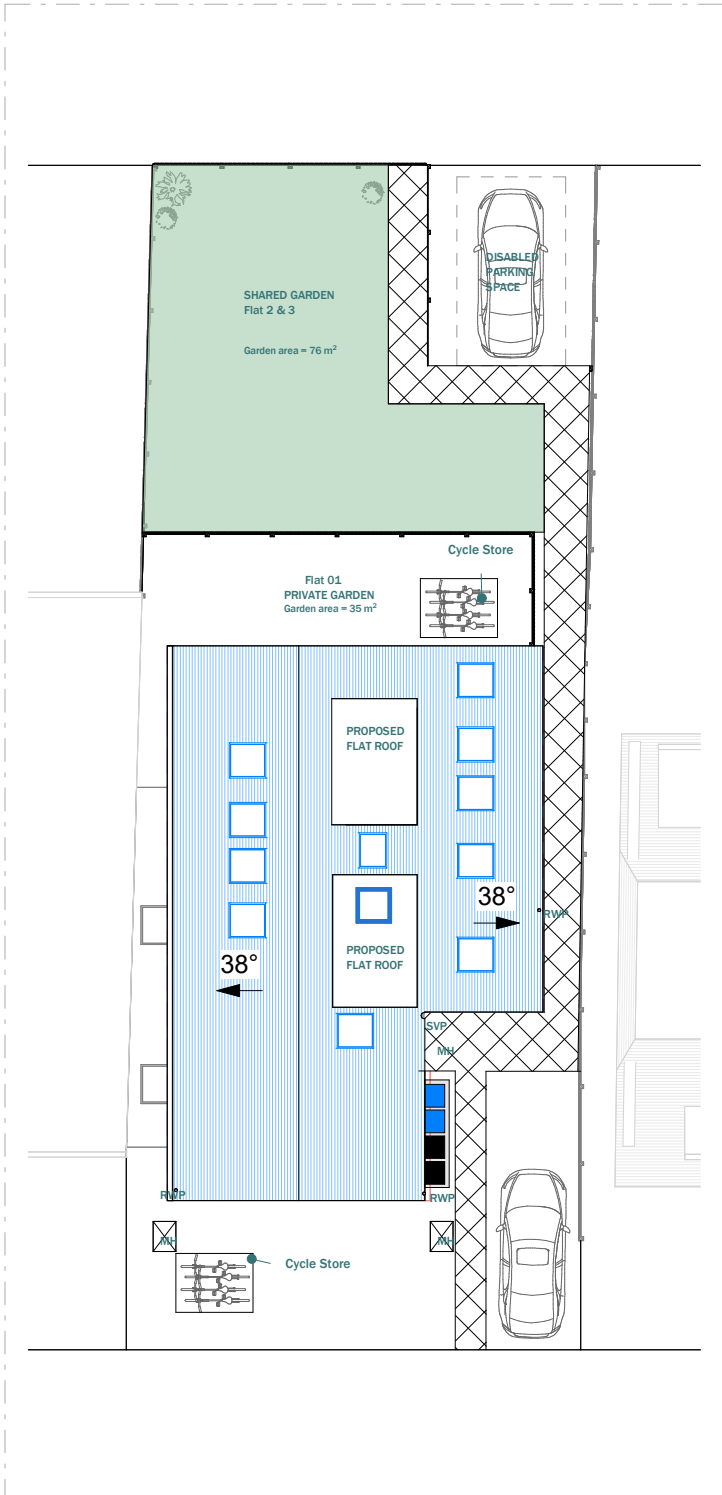 DISABLED
PARKING
SPACE
SHARED GARDEN
Flat 2 & 3
Garden area = 76 m²
Cycle Store
Flat 01
PRIVATE GARDEN
Garden area = 35 m²
PROPOSED
FLAT ROOF
38°
RWP
PROPOSED
FLAT ROOF
38°
SVP
MH
RWP
RWP
MH
MH
Cycle Store